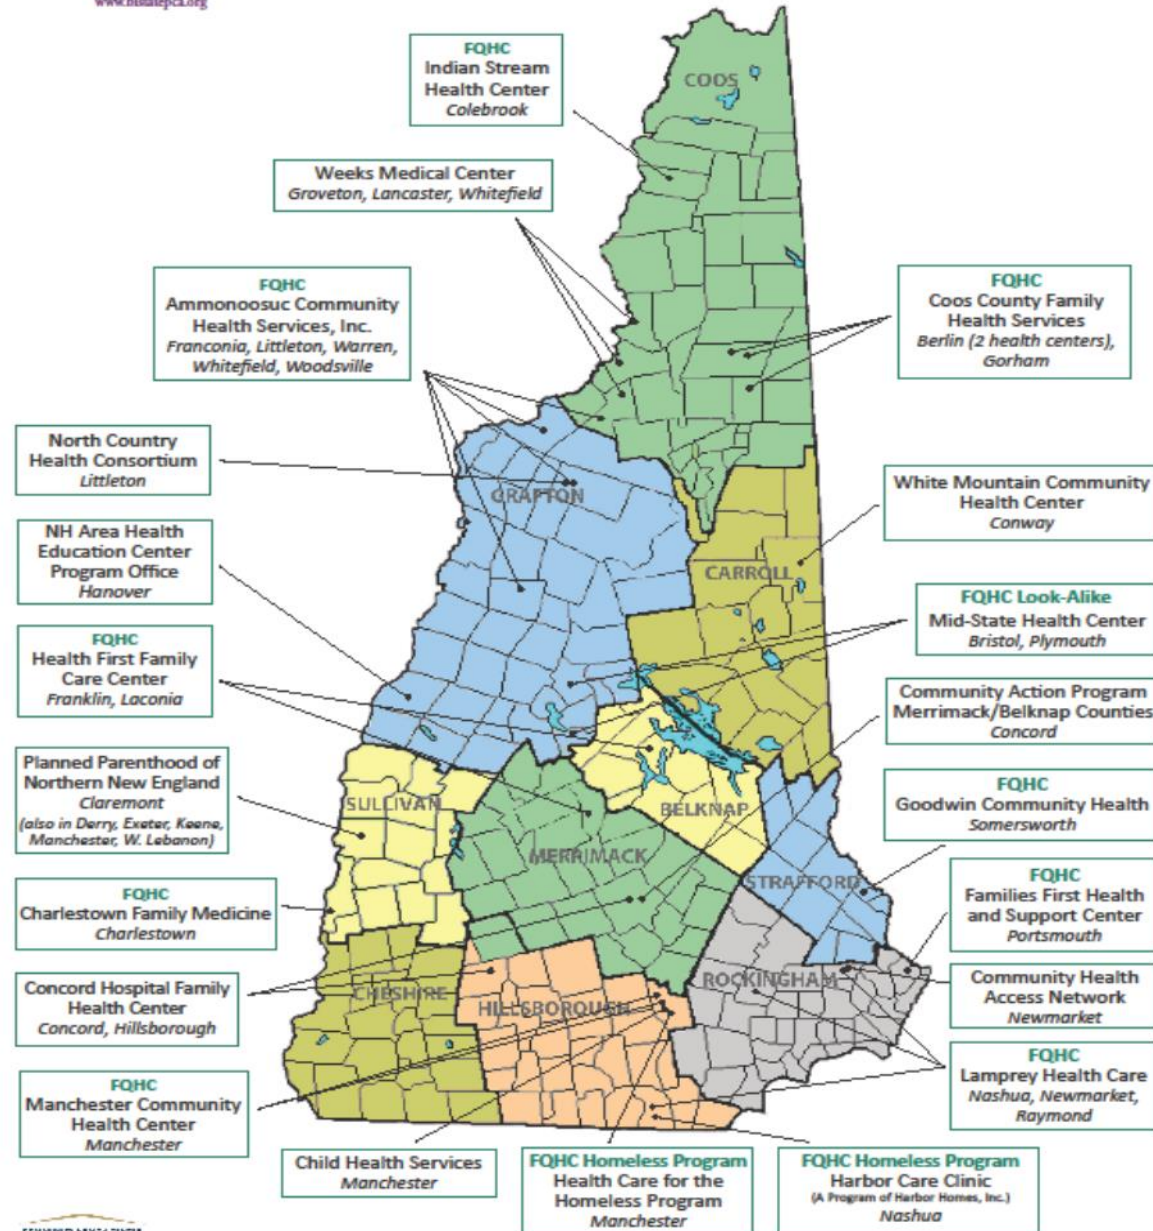 www.bistatepca.org
FQHC
Indian Stream
Health Center
Colebrook
COOS
Weeks Medical Center
Groveton, Lancaster, Whitefield
FQHC
Ammonoosuc Community
Health Services, Inc.
Franconia, Littleton, Warren,
Whitefield, Woodsville
FQHC
Coos County Family
Health Services
Berlin (2 health centers),
Gorham
North Country
Health Consortium
Littleton
GRAFTON
White Mountain Community
Health Center
Conway
NH Area Health
Education Center
Program Office
Hanover
CARROLL
FQHC Look-Alike
Mid-State Health Center
Bristol, Plymouth
FQHC
Health First Family
Care Center
Franklin, Laconia
Community Action Program
Merrimack/Belknap Counties
Concord
Planned Parenthood of
Northern New England
Claremont
(also in Derry, Exeter, Keene,
Manchester, W. Lebanon)
SULLIVAN
BELKNAP
FQHC
Goodwin Community Health
Somersworth
MERRIMACK
STRAFFORD
FQHC
Charlestown Family Medicine
Charlestown
FQHC
Families First Health
and Support Center
Portsmouth
Concord Hospital Family
Health Center
Concord, Hillsborough
CHESHIRE
HILLSBOROUGH
ROCKINGHAM
Community Health
Access Network
Newmarket
FQHC
Manchester Community
Health Center
Manchester
FQHC
Lamprey Health Care
Nashua, Newmarket,
Raymond
Child Health Services
Manchester
FQHC Homeless Program
Health Care for the
Homeless Program
Manchester
FQHC Homeless Program
Harbor Care Clinic
(A Program of Harbor Homes, Inc.)
Nashua